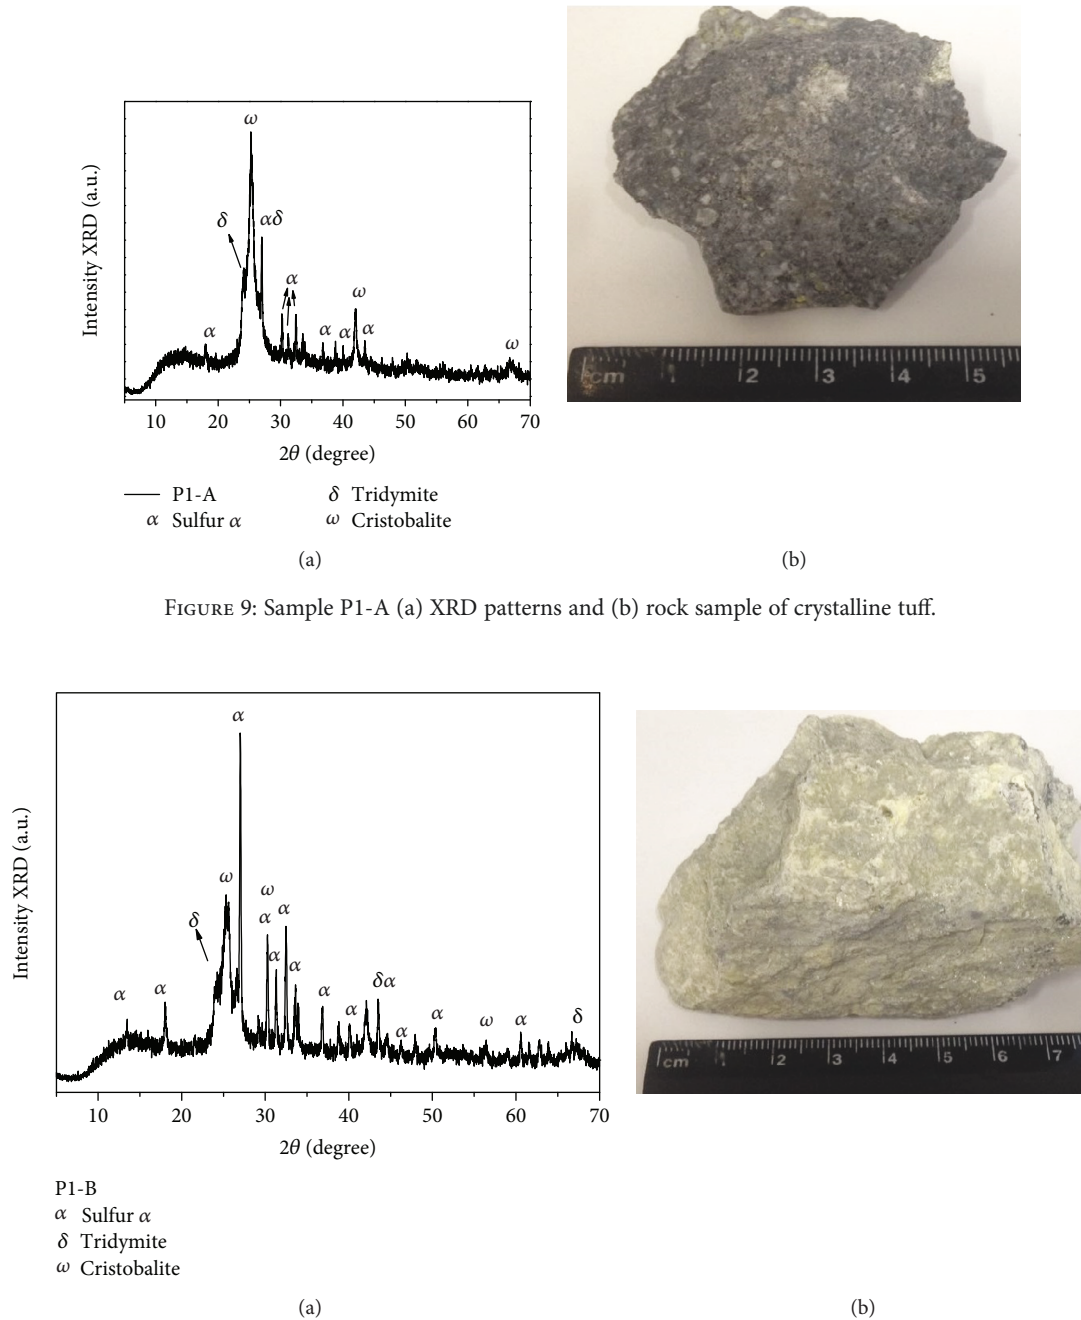 ω
δ
αδ
α
ω
α
α
α
α
ω
Intensity XRD (a.u.)
10 20 30 40 50 60 70
2θ (degree)
P1-A
δ Tridymite
α Sulfur α
ω Cristobalite
cm 1 2 3 4 5
(a)
(b)
FIGURE 9: Sample P1-A (a) XRD patterns and (b) rock sample of crystalline tuff.
α
ω
ω
δ
α
α
α
α
α
α
α
δα
α
α
α
ω
α
δ
Intensity XRD (a.u.)
10 20 30 40 50 60 70
2θ (degree)
P1-B
α Sulfur α
δ Tridymite
ω Cristobalite
cm 1 2 3 4 5 6 7
(a)
(b)